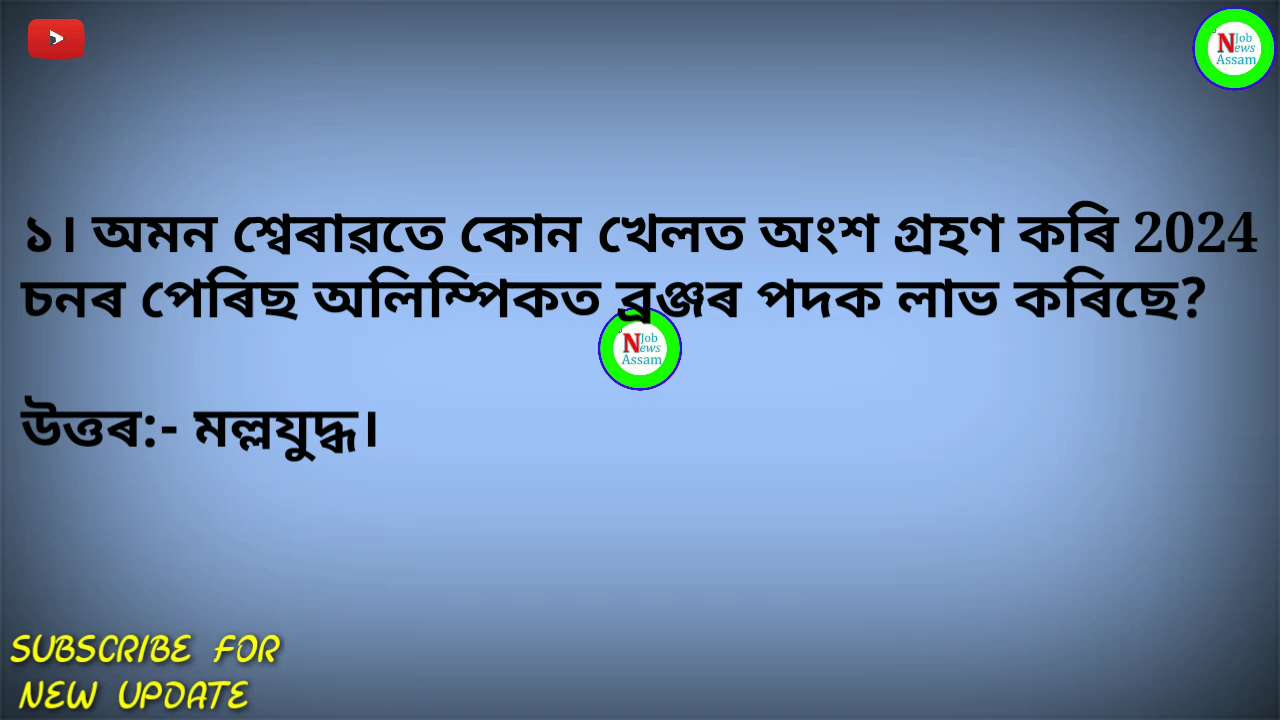 Job
News
Assam
১। অমন শ্বেৰাৱতে কোন খেলত অংশ গ্ৰহণ কৰি 2024
চনৰ পেৰিছ অলিম্পিকত ব্ৰঞ্জৰ পদক লাভ কৰিছে?
Job
News
Assam
উত্তৰ:- মল্লযুদ্ধ।
SUBSCRIBE FOR
NEW UPDATE